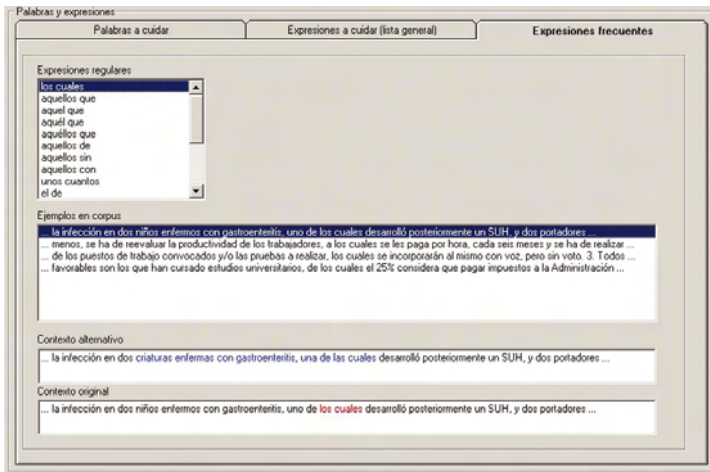 Palabras y expresiones
Palabras a cuidar
Expresiones a cuidar (lista general)
Expresiones frecuentes
Expresiones regulares
los cuales
aquellos que
aquel que
aquél que
aquéllos que
aquellos de
aquellos sin
aquellos con
unos cuantos
el de
Ejemplos en corpus
... la infección en dos niños enfermos con gastroenteritis, uno de los cuales desarrolló posteriormente un SUH, y dos portadores ...
... menos, se ha de reevaluar la productividad de los trabajadores, a los cuales se les paga por hora, cada seis meses y se ha de realizar ...
... de los puestos de trabajo convocados y/o las pruebas a realizar, los cuales se incorporarán al mismo con voz, pero sin voto. 3. Todos ...
... favorables son los que han cursado estudios universitarios, de los cuales el 25% considera que pagar impuestos a la Administración ...
Contexto alternativo
... la infección en dos criaturas enfermas con gastroenteritis, una de las cuales desarrolló posteriormente un SUH, y dos portadores ...
Contexto original
... la infección en dos niños enfermos con gastroenteritis, uno de los cuales desarrolló posteriormente un SUH, y dos portadores ...